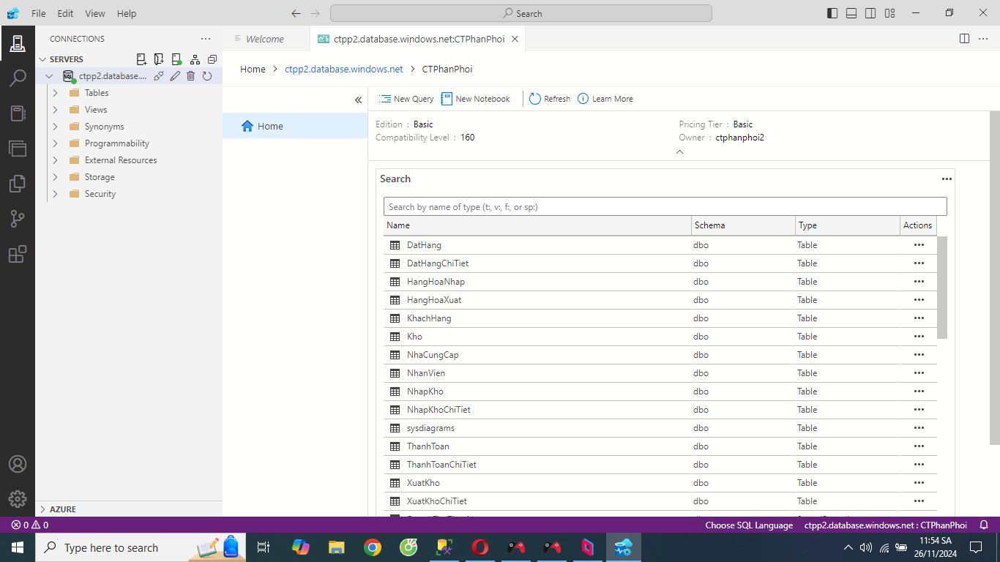 File Edit View Help Search
CONNECTIONS
Welcome
ctpp2.database.windows.net:CTPhanPhoi
SERVERS
ctpp2.database....
Tables
Views
Synonyms
Programmability
External Resources
Storage
Security
AZURE
Home ctpp2.database.windows.net CTPhanPhoi
Home
New Query New Notebook Refresh Learn More
Edition : Basic Pricing Tier : Basic
Compatibility Level : 160 Owner : ctphanphoi2
Search
Search by name of type (t:, v:, f:, or sp:)
Name Schema Type Actions
DatHang dbo Table
DatHangChiTiet dbo Table
HangHoaNhap dbo Table
HangHoaXuat dbo Table
KhachHang dbo Table
Kho dbo Table
NhaCungCap dbo Table
NhanVien dbo Table
NhapKho dbo Table
NhapKhoChiTiet dbo Table
sysdiagrams dbo Table
ThanhToan dbo Table
ThanhToanChiTiet dbo Table
XuatKho dbo Table
XuatKhoChiTiet dbo Table
0 0 Choose SQL Language ctpp2.database.windows.net : CTPhanPhoi
Type here to search
11:54 SA
26/11/2024